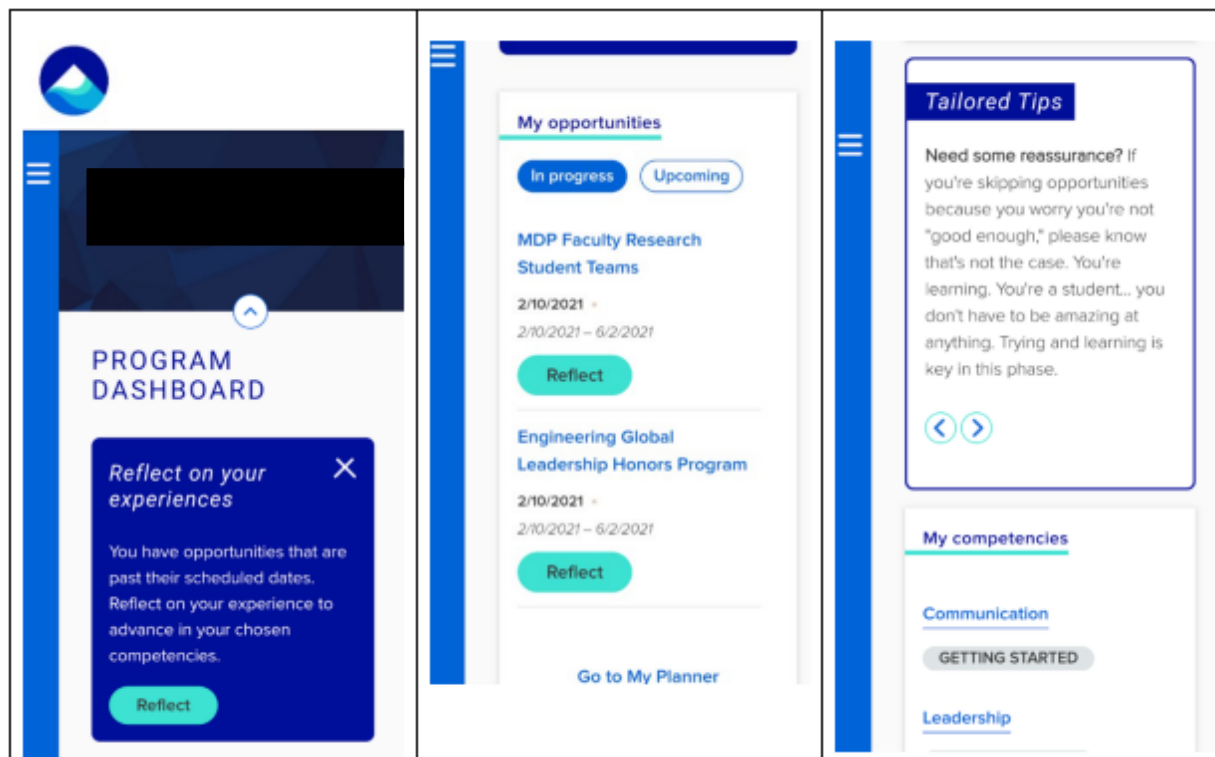 PROGRAM
DASHBOARD
Reflect on your
experiences
You have opportunities that are
past their scheduled dates.
Reflect on your experience to
advance in your chosen
competencies.
Reflect
My opportunities
In progress
Upcoming
MDP Faculty Research
Student Teams
2/10/2021
2/10/2021 – 6/2/2021
Reflect
Engineering Global
Leadership Honors Program
2/10/2021
2/10/2021 – 6/2/2021
Reflect
Go to My Planner
Tailored Tips
Need some reassurance? If
you're skipping opportunities
because you worry you're not
"good enough," please know
that's not the case. You're
learning. You're a student... you
don't have to be amazing at
anything. Trying and learning is
key in this phase.
My competencies
Communication
GETTING STARTED
Leadership